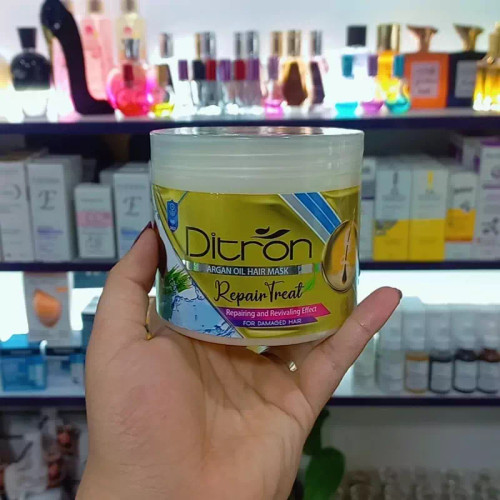 Ditron
ARGAN OIL HAIR MASK
Repair Treat
Repairing and Revivaling Effect
FOR DAMAGED HAIR